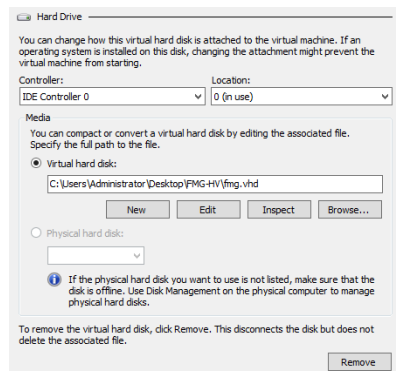 Hard Drive
You can change how this virtual hard disk is attached to the virtual machine. If an
operating system is installed on this disk, changing the attachment might prevent the
virtual machine from starting.
Controller: Location:
IDE Controller 0 0 (in use)
Media
You can compact or convert a virtual hard disk by editing the associated file.
Specify the full path to the file.
Virtual hard disk:
C:\Users\Administrator\Desktop\FMG-HV\fmg.vhd
New Edit Inspect Browse...
Physical hard disk:
If the physical hard disk you want to use is not listed, make sure that the
disk is offline. Use Disk Management on the physical computer to manage
physical hard disks.
To remove the virtual hard disk, click Remove. This disconnects the disk but does not
delete the associated file.
Remove